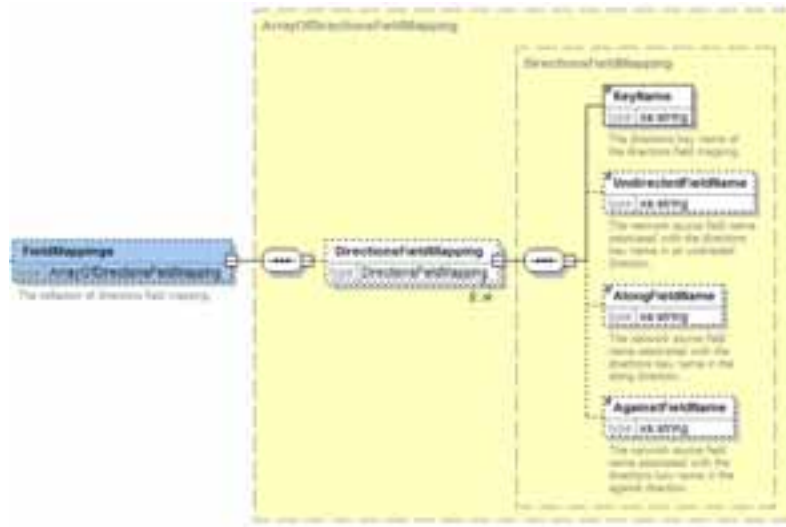 ArrayOfDirectionsFieldMapping
DirectionsFieldMapping
KeyName
type xs:string
The directions key name of
the directions field mapping.
UndirectedFieldName
type xs:string
The network source field name
associated with the directions
key name in an undirected
direction.
FieldMappings
type ArrayOfDirectionsFieldMapping
The collection of directions field mapping.
DirectionsFieldMapping
type DirectionsFieldMapping
0..∞
AlongFieldName
type xs:string
The network source field
name associated with the
directions key name in the
along direction.
AgainstFieldName
type xs:string
The network source field
name associated with the
directions key name in the
against direction.